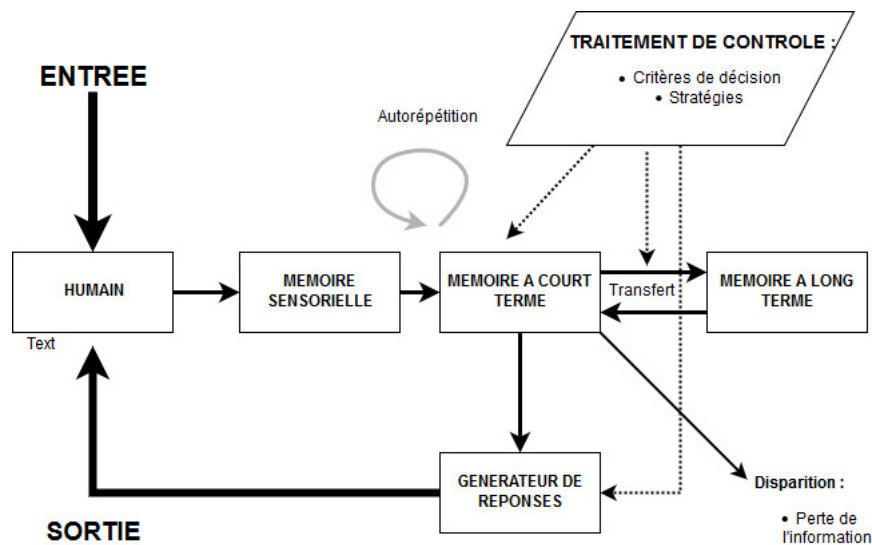 TRAITEMENT DE CONTROLE :
• Critères de décision
• Stratégies
ENTREE
Autorépétition
HUMAIN
MEMOIRE
SENSORIELLE
MEMOIRE A COURT
TERME
Transfert
MEMOIRE A LONG
TERME
Text
GENERATEUR DE
REPONSES
Disparition :
• Perte de
l'information
SORTIE